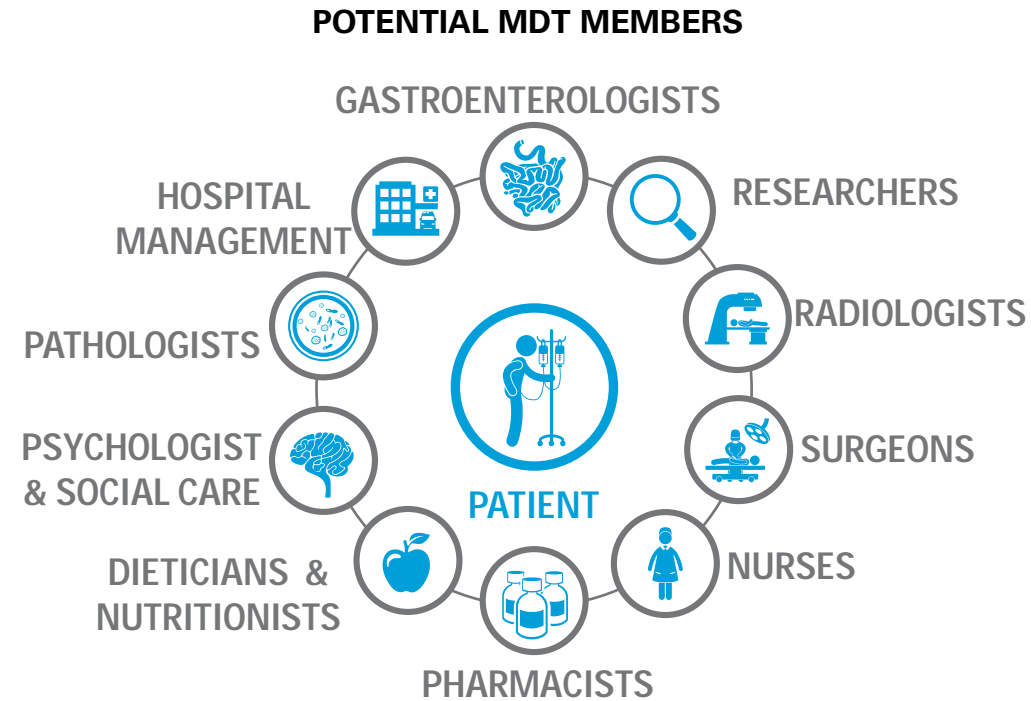 POTENTIAL MDT MEMBERS
GASTROENTEROLOGISTS
RESEARCHERS
RADIOLOGISTS
SURGEONS
NURSES
PHARMACISTS
DIETICIANS &
NUTRITIONISTS
PSYCHOLOGIST
& SOCIAL CARE
PATHOLOGISTS
HOSPITAL
MANAGEMENT
PATIENT